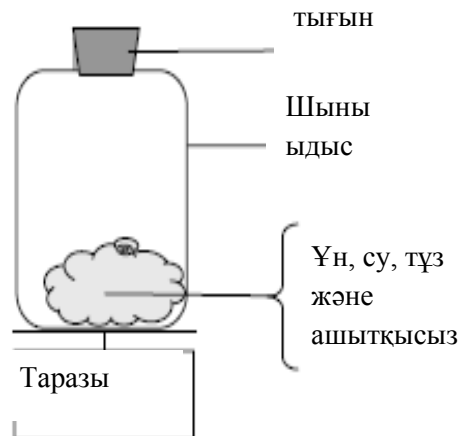 тығын
Шыны
ыдыс
Ұн, су, тұз
және
ашытқысыз
Таразы